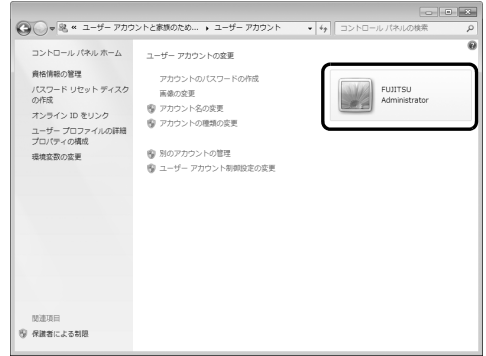 « ユーザー アカウントと家族のため... ▸ ユーザー アカウント
コントロール パネルの検索
コントロール パネル ホーム
資格情報の管理
パスワード リセット ディスク
の作成
オンライン ID をリンク
ユーザー プロファイルの詳細
プロパティの構成
環境変数の変更
ユーザー アカウントの変更
アカウントのパスワードの作成
画像の変更
アカウント名の変更
アカウントの種類の変更
別のアカウントの管理
ユーザー アカウント制御設定の変更
FUJITSU
Administrator
関連項目
保護者による制限